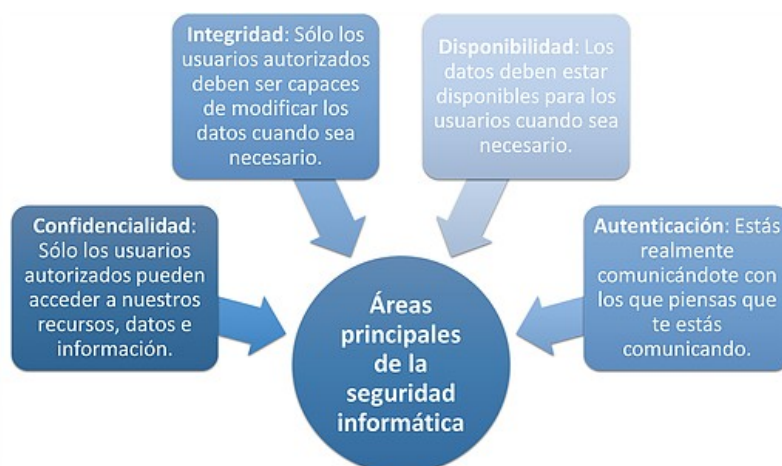 Integridad: Sólo los
usuarios autorizados
deben ser capaces
de modificar los
datos cuando sea
necesario.
Disponibilidad: Los
datos deben estar
disponibles para los
usuarios cuando sea
necesario.
Confidencialidad:
Sólo los usuarios
autorizados pueden
acceder a nuestros
recursos, datos e
información.
Autenticación: Estás
realmente
comunicándote con
los que piensas que
te estás
comunicando.
Áreas
principales
de la
seguridad
informática